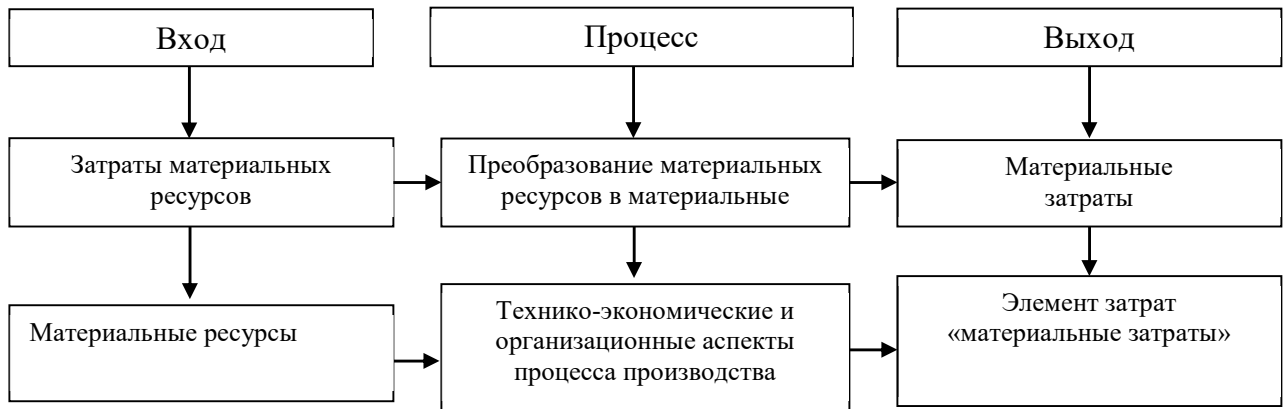 Вход
Процесс
Выход
Затраты материальных
ресурсов
Преобразование материальных
ресурсов в материальные
Материальные
затраты
Материальные ресурсы
Технико-экономические и
организационные аспекты
процесса производства
Элемент затрат
«материальные затраты»